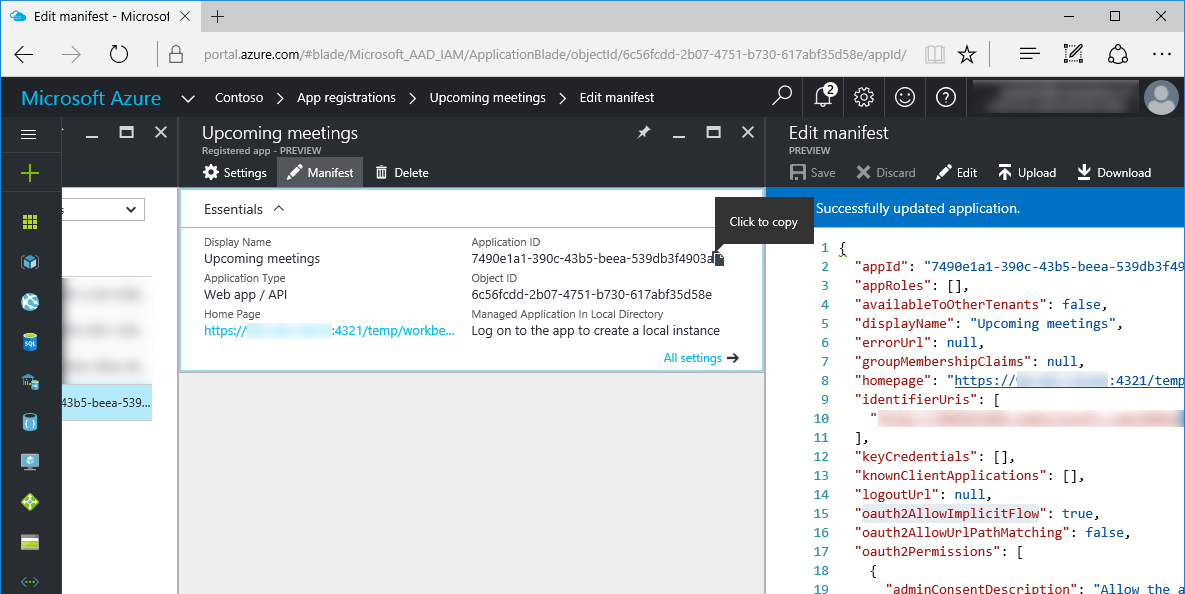 Edit manifest - Microsof
portal.azure.com/#blade/Microsoft_AAD_IAM/ApplicationBlade/objectId/6c56fcdd-2b07-4751-b730-617abf35d58e/appId/
Microsoft Azure
Contoso
App registrations
Upcoming meetings
Edit manifest
2
Upcoming meetings
Registered app - PREVIEW
Settings
Manifest
Delete
Essentials
Click to copy
Display Name
Upcoming meetings
Application ID
7490e1a1-390c-43b5-beea-539db3f4903a
Application Type
Web app / API
Object ID
6c56fcdd-2b07-4751-b730-617abf35d58e
Home Page
https://
:4321/temp/workbe...
Managed Application In Local Directory
Log on to the app to create a local instance
All settings
SQL
43b5-beea-539...
Edit manifest
PREVIEW
Save
Discard
Edit
Upload
Download
Successfully updated application.
1 {
2 "appId": "7490e1a1-390c-43b5-beea-539db3f49
3 "appRoles": [],
4 "availableToOtherTenants": false,
5 "displayName": "Upcoming meetings",
6 "errorUrl": null,
7 "groupMembershipClaims": null,
8 "homepage": "https:// :4321/temp
9 "identifierUris": [
10 "
11 ],
12 "keyCredentials": [],
13 "knownClientApplications": [],
14 "logoutUrl": null,
15 "oauth2AllowImplicitFlow": true,
16 "oauth2AllowUrlPathMatching": false,
17 "oauth2Permissions": [
18 {
19 "adminConsentDescription": "Allow the a